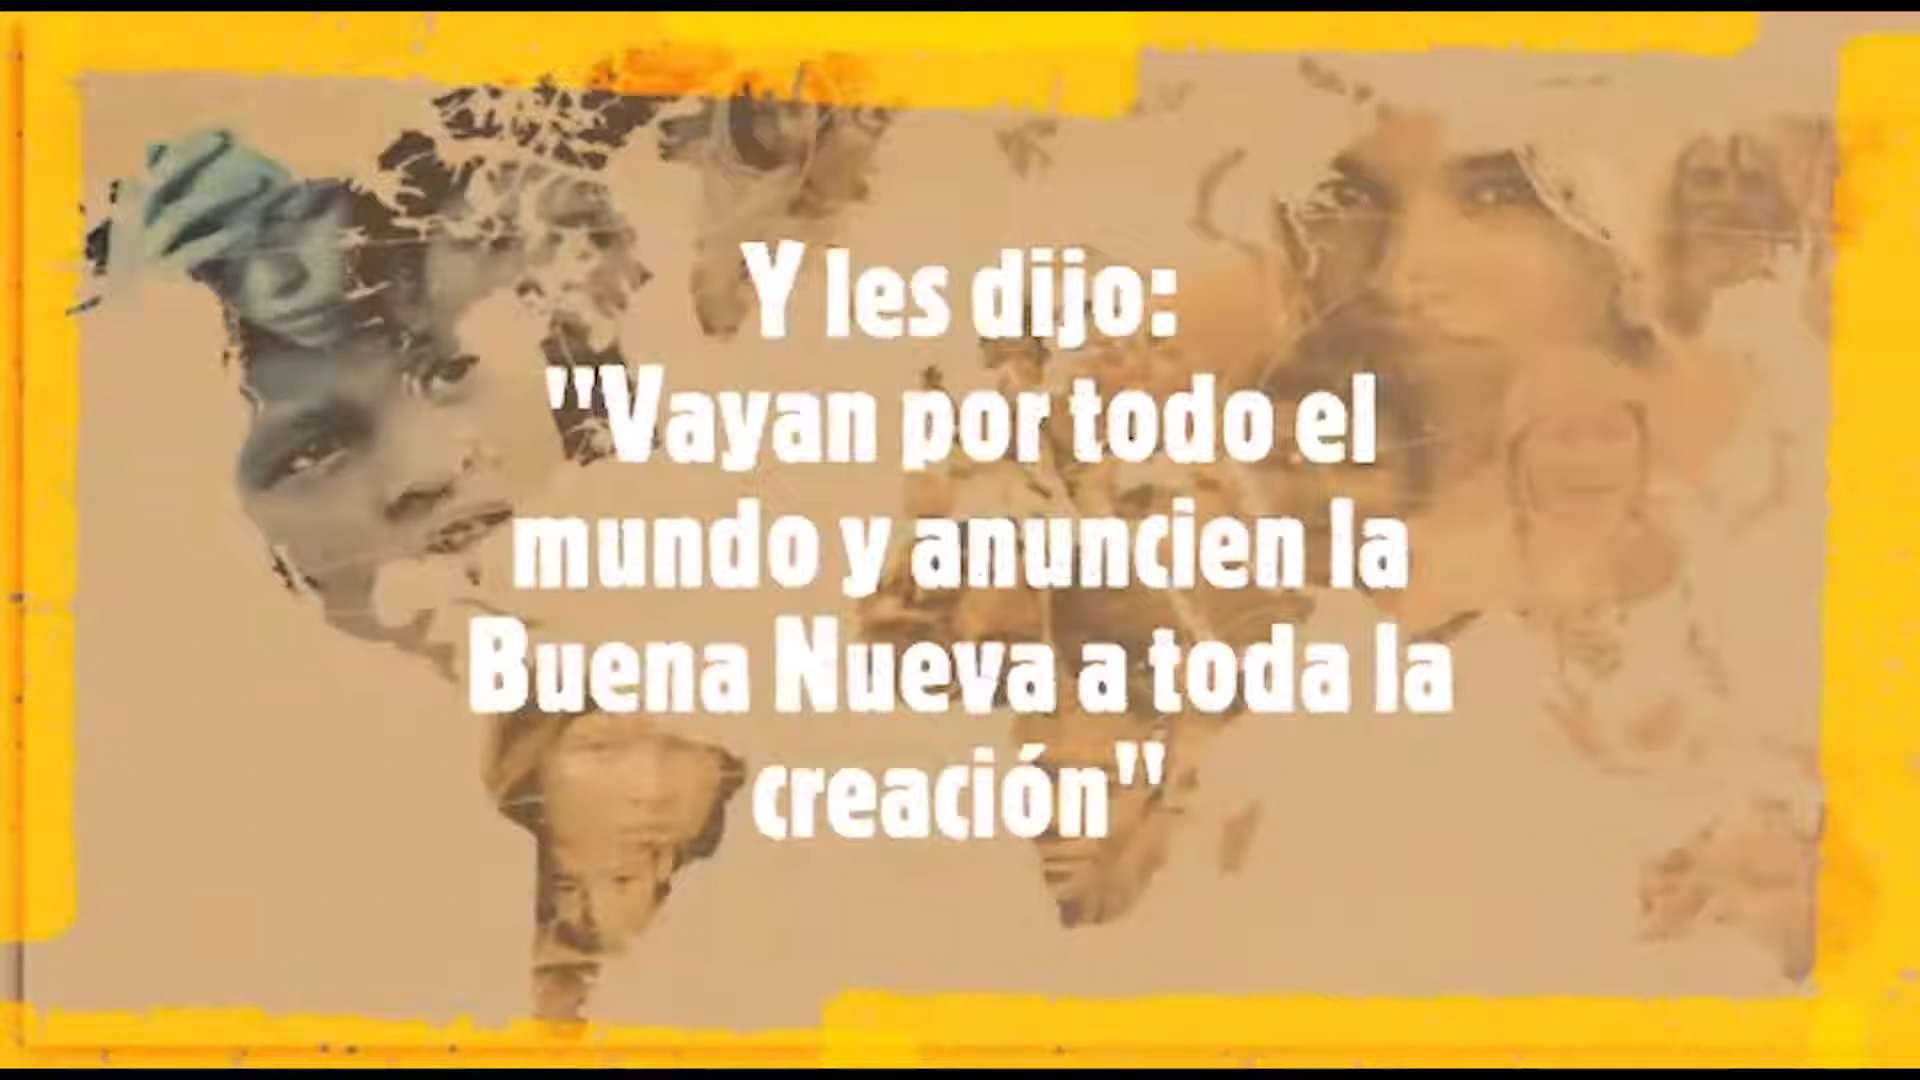 Y les dijo:
"Vayan por todo el
mundo y anuncien la
Buena Nueva a toda la
creación"